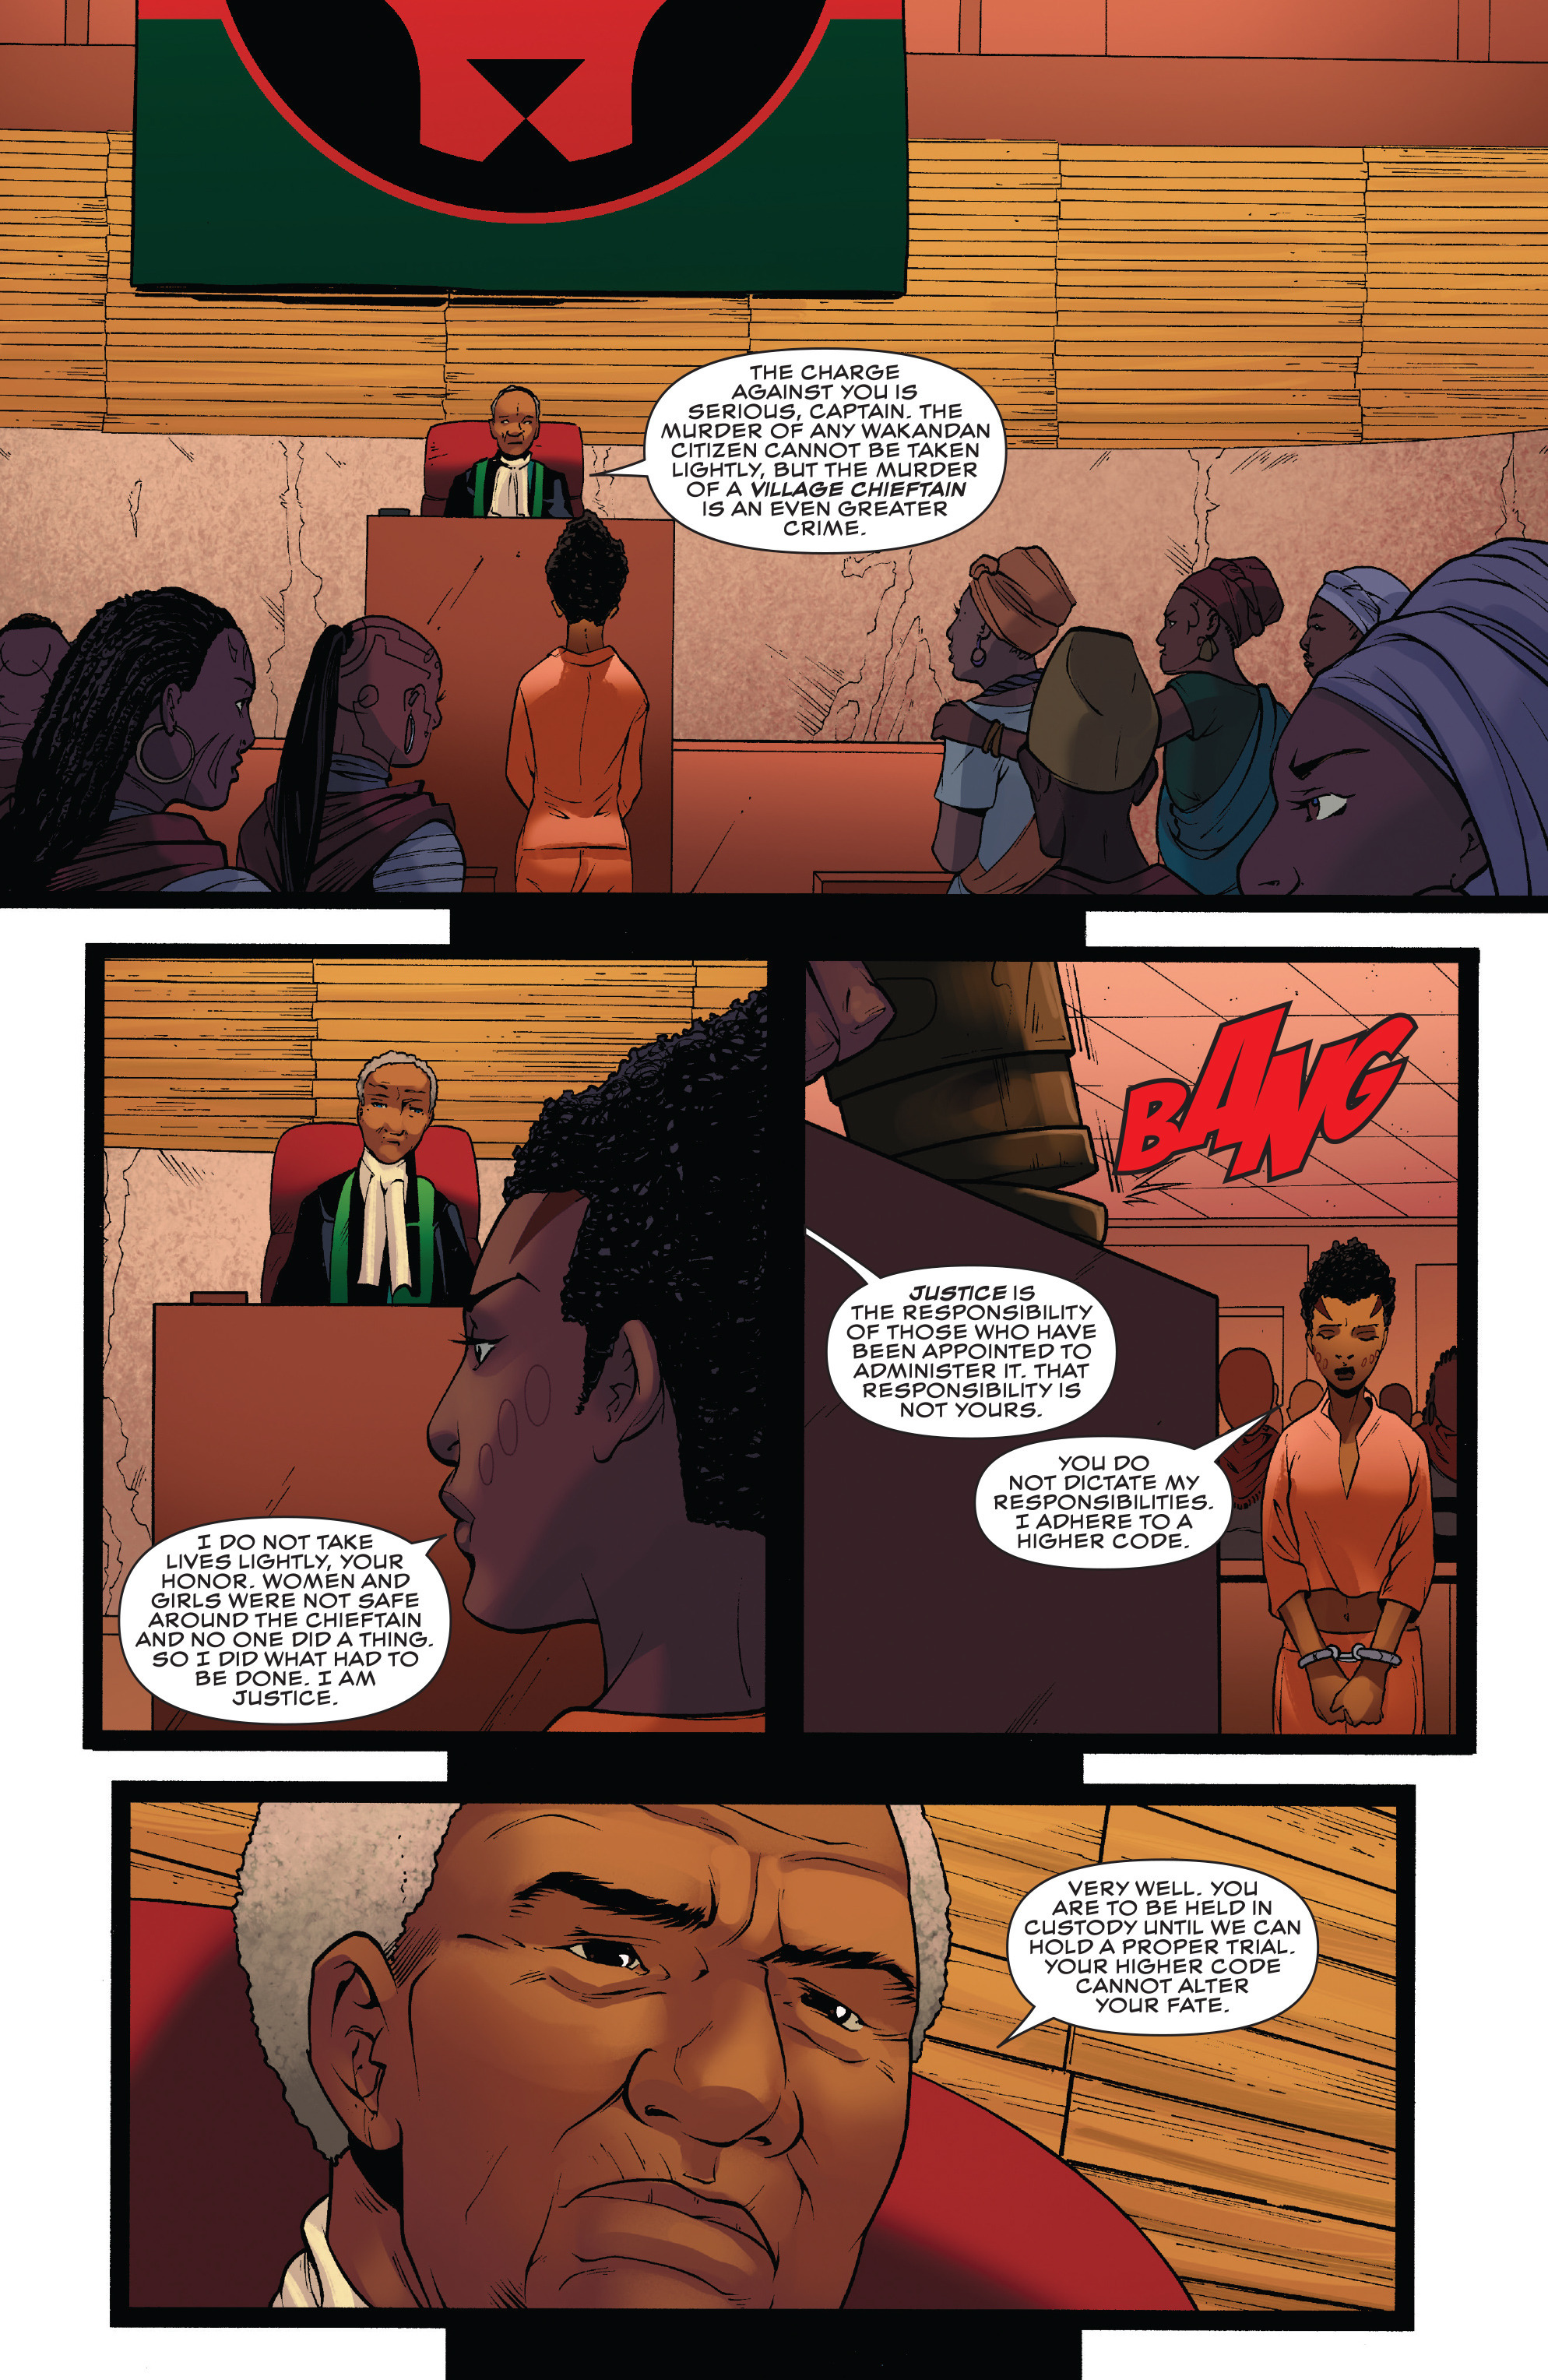 THE CHARGE
AGAINST YOU IS
SERIOUS, CAPTAIN. THE
MURDER OF ANY WAKANDAN
CITIZEN CANNOT BE TAKEN
LIGHTLY, BUT THE MURDER
OF A VILLAGE CHIEFTAIN
IS AN EVEN GREATER
CRIME.
I DO NOT TAKE
LIVES LIGHTLY, YOUR
HONOR. WOMEN AND
GIRLS WERE NOT SAFE
AROUND THE CHIEFTAIN
AND NO ONE DID A THING.
SO I DID WHAT HAD TO
BE DONE. I AM
JUSTICE.
BANG
JUSTICE IS
THE RESPONSIBILITY
OF THOSE WHO HAVE
BEEN APPOINTED TO
ADMINISTER IT. THAT
RESPONSIBILITY IS
NOT YOURS.
YOU DO
NOT DICTATE MY
RESPONSIBILITIES.
I ADHERE TO A
HIGHER CODE.
VERY WELL. YOU
ARE TO BE HELD IN
CUSTODY UNTIL WE CAN
HOLD A PROPER TRIAL.
YOUR HIGHER CODE
CANNOT ALTER
YOUR FATE.